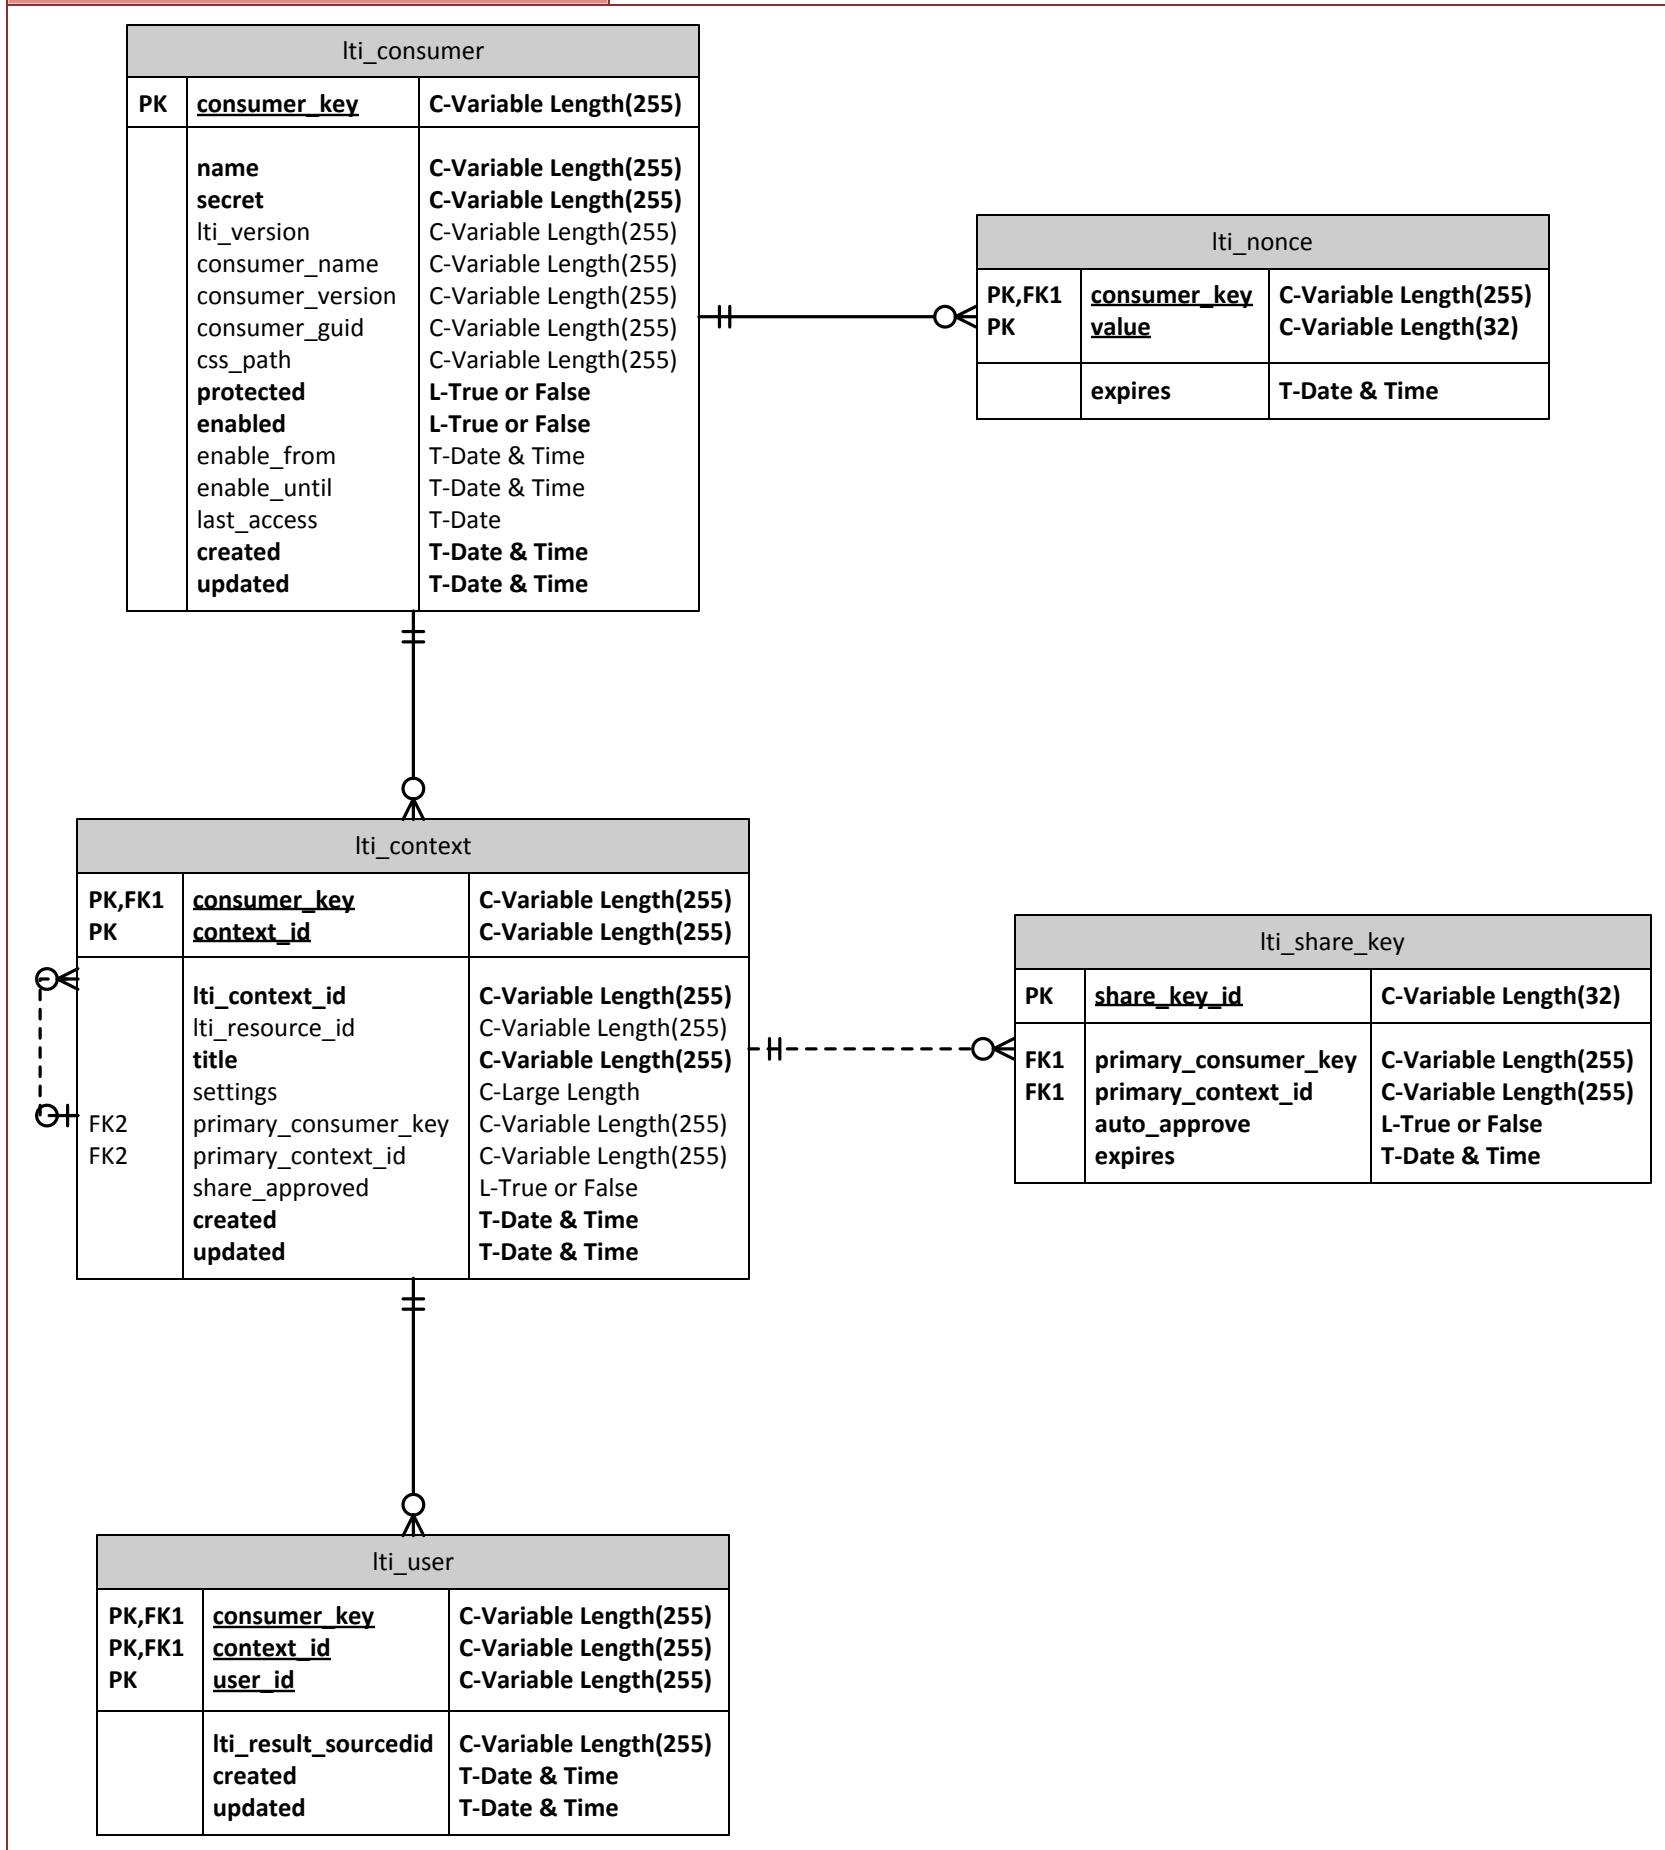 lti_consumer
PK consumer_key C-Variable Length(255)
name C-Variable Length(255)
secret C-Variable Length(255)
lti_version C-Variable Length(255)
consumer_name C-Variable Length(255)
consumer_version C-Variable Length(255)
consumer_guid C-Variable Length(255)
css_path C-Variable Length(255)
protected L-True or False
enabled L-True or False
enable_from T-Date & Time
enable_until T-Date & Time
last_access T-Date
created T-Date & Time
updated T-Date & Time
lti_nonce
PK,FK1 consumer_key C-Variable Length(255)
PK value C-Variable Length(32)
expires T-Date & Time
lti_context
PK,FK1 consumer_key C-Variable Length(255)
PK context_id C-Variable Length(255)
lti_context_id C-Variable Length(255)
lti_resource_id C-Variable Length(255)
title C-Variable Length(255)
settings C-Large Length
FK2 primary_consumer_key C-Variable Length(255)
FK2 primary_context_id C-Variable Length(255)
share_approved L-True or False
created T-Date & Time
updated T-Date & Time
lti_share_key
PK share_key_id C-Variable Length(32)
FK1 primary_consumer_key C-Variable Length(255)
FK1 primary_context_id C-Variable Length(255)
auto_approve L-True or False
expires T-Date & Time
lti_user
PK,FK1 consumer_key C-Variable Length(255)
PK,FK1 context_id C-Variable Length(255)
PK user_id C-Variable Length(255)
lti_result_sourcedid C-Variable Length(255)
created T-Date & Time
updated T-Date & Time